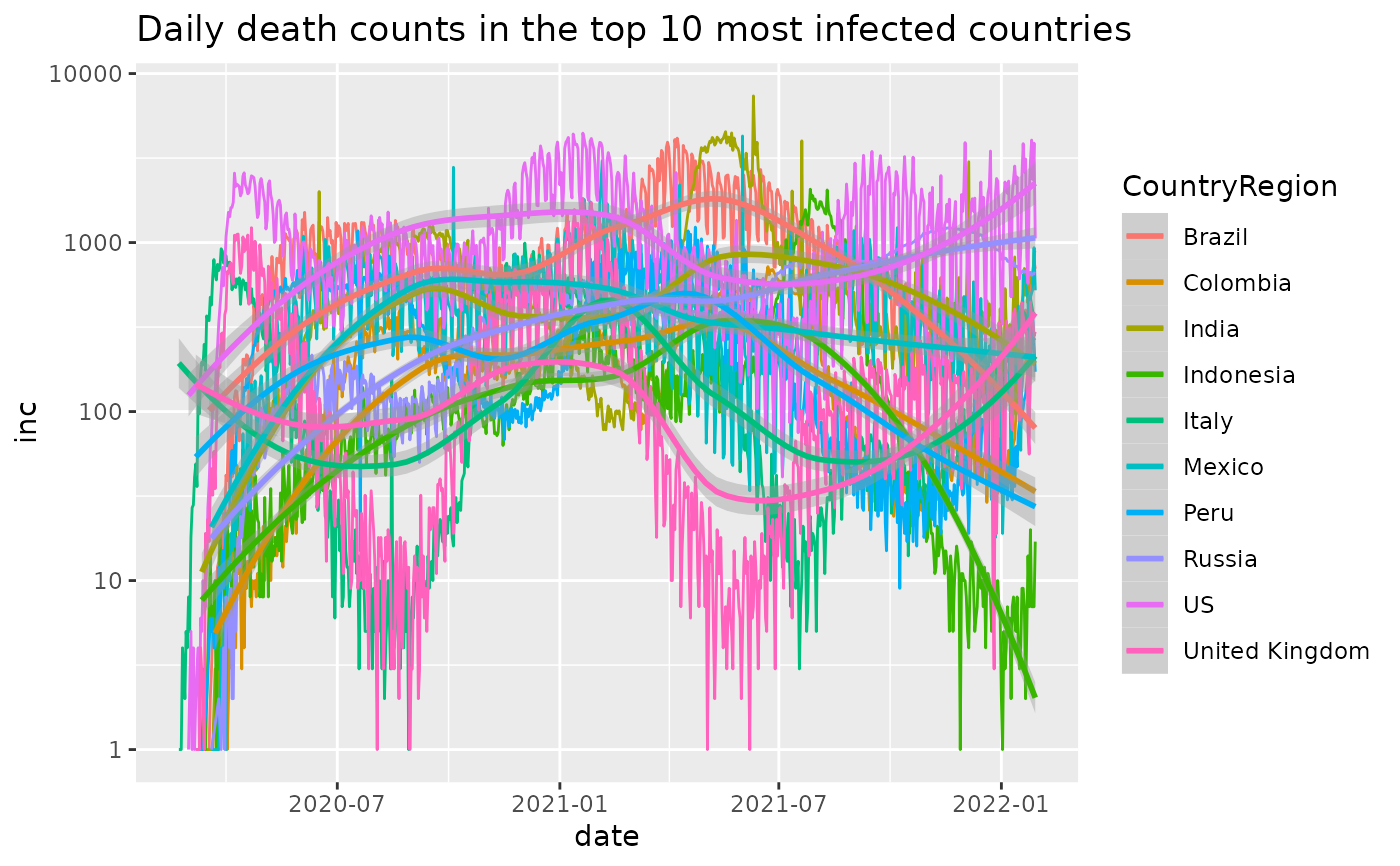 Daily death counts in the top 10 most infected countries
10000
1000
100
10
1
inc
2020-07
2021-01
2021-07
2022-01
date
CountryRegion
Brazil
Colombia
India
Indonesia
Italy
Mexico
Peru
Russia
US
United Kingdom